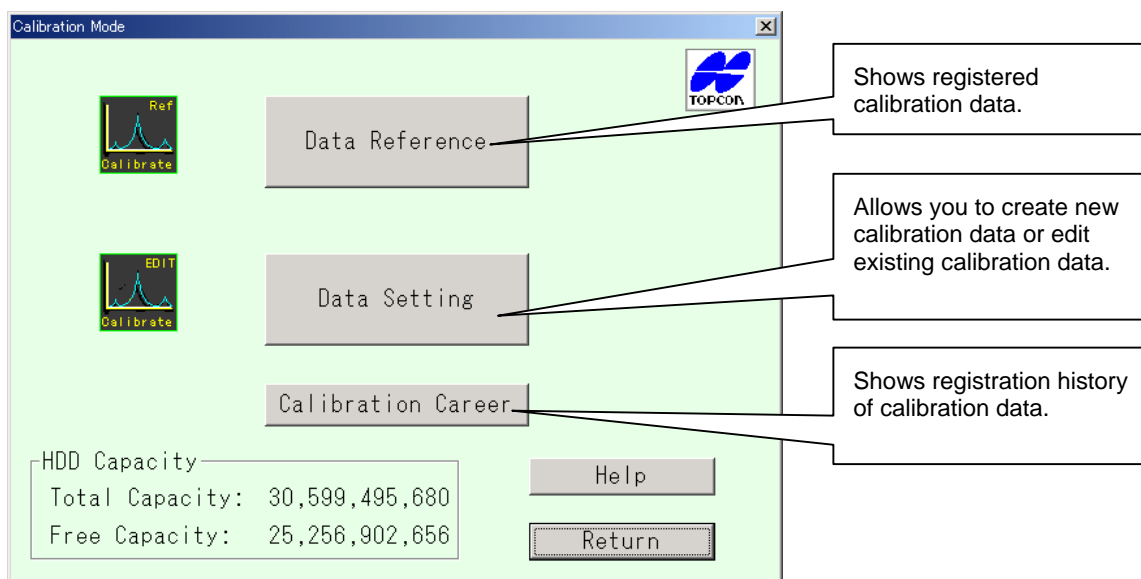 Calibration Mode
TOPCON
Ref
Calibrate
Data Reference
Shows registered
calibration data.
EDIT
Calibrate
Data Setting
Allows you to create new
calibration data or edit
existing calibration data.
Calibration Career
Shows registration history
of calibration data.
HDD Capacity
Total Capacity: 30,599,495,680
Free Capacity: 25,256,902,656
Help
Return